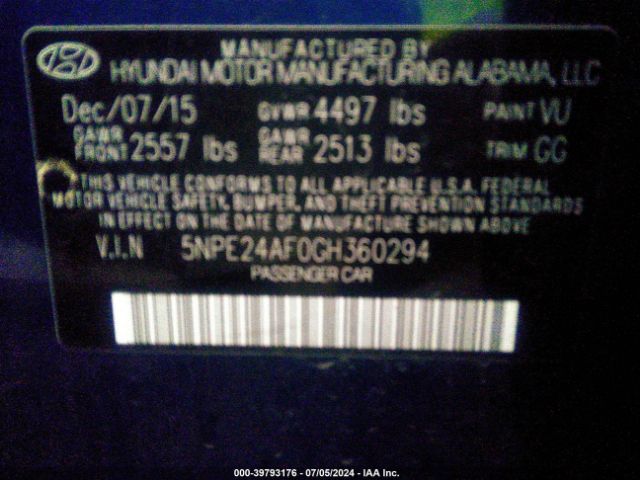 MANUFACTURED BY
HYUNDAI MOTOR MANUFACTURING ALABAMA, LLC
Dec/07/15 GVWR 4497 lbs PAINT VU
GAWR FRONT 2557 lbs GAWR REAR 2513 lbs TRIM GG
THIS VEHICLE CONFORMS TO ALL APPLICABLE U.S.A. FEDERAL
MOTOR VEHICLE SAFETY, BUMPER, AND THEFT PREVENTION STANDARDS
IN EFFECT ON THE DATE OF MANUFACTURE SHOWN ABOVE
V.I.N 5NPE24AF0GH360294
PASSENGER CAR
000-39793176 - 07/05/2024 - IAA Inc.